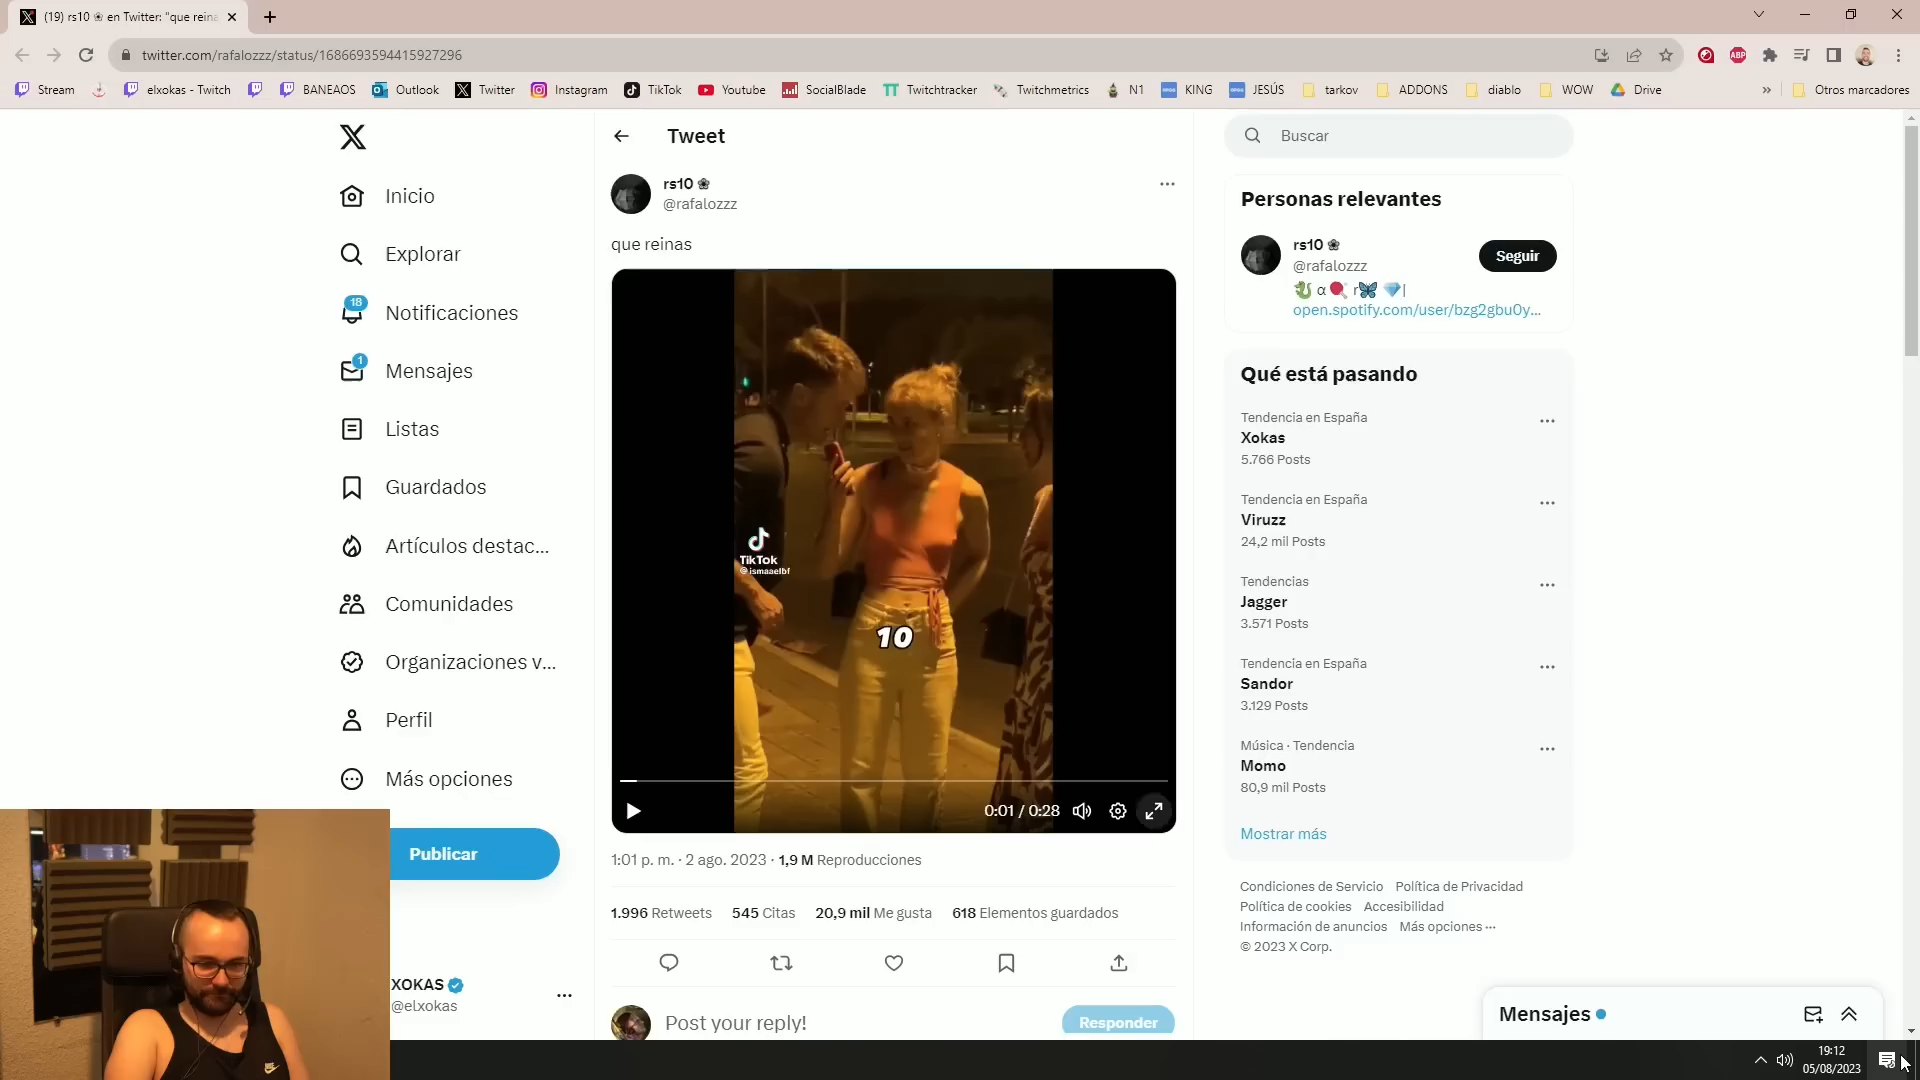 (19) rs10 ❀ en Twitter: "que reina
twitter.com/rafalozzz/status/1686693594415927296
ABP
Stream
elxokas - Twitch
BANEAOS
Outlook
Twitter
Instagram
TikTok
Youtube
SocialBlade
Twitchtracker
Twitchmetrics
N1
KING
JESÚS
tarkov
ADDONS
diablo
WOW
Drive
»
Otros marcadores
Inicio
Explorar
18
Notificaciones
1
Mensajes
Listas
Guardados
Artículos destac...
Comunidades
Organizaciones v...
Perfil
Más opciones
Publicar
XOKAS
@elxokas
Tweet
rs10 ❀
@rafalozzz
que reinas
TikTok
@ismaaelbf
10
0:01 / 0:28
1:01 p. m. · 2 ago. 2023 · 1,9 M Reproducciones
1.996 Retweets 545 Citas 20,9 mil Me gusta 618 Elementos guardados
Post your reply!
Responder
Buscar
Personas relevantes
rs10 ❀
@rafalozzz
Seguir
🐉 α🏓 r🦋 💎|
open.spotify.com/user/bzg2gbu0y...
Qué está pasando
Tendencia en España
Xokas
5.766 Posts
Tendencia en España
Viruzz
24,2 mil Posts
Tendencias
Jagger
3.571 Posts
Tendencia en España
Sandor
3.129 Posts
Música · Tendencia
Momo
80,9 mil Posts
Mostrar más
Condiciones de Servicio Política de Privacidad
Política de cookies Accesibilidad
Información de anuncios Más opciones ···
© 2023 X Corp.
Mensajes
19:12
05/08/2023